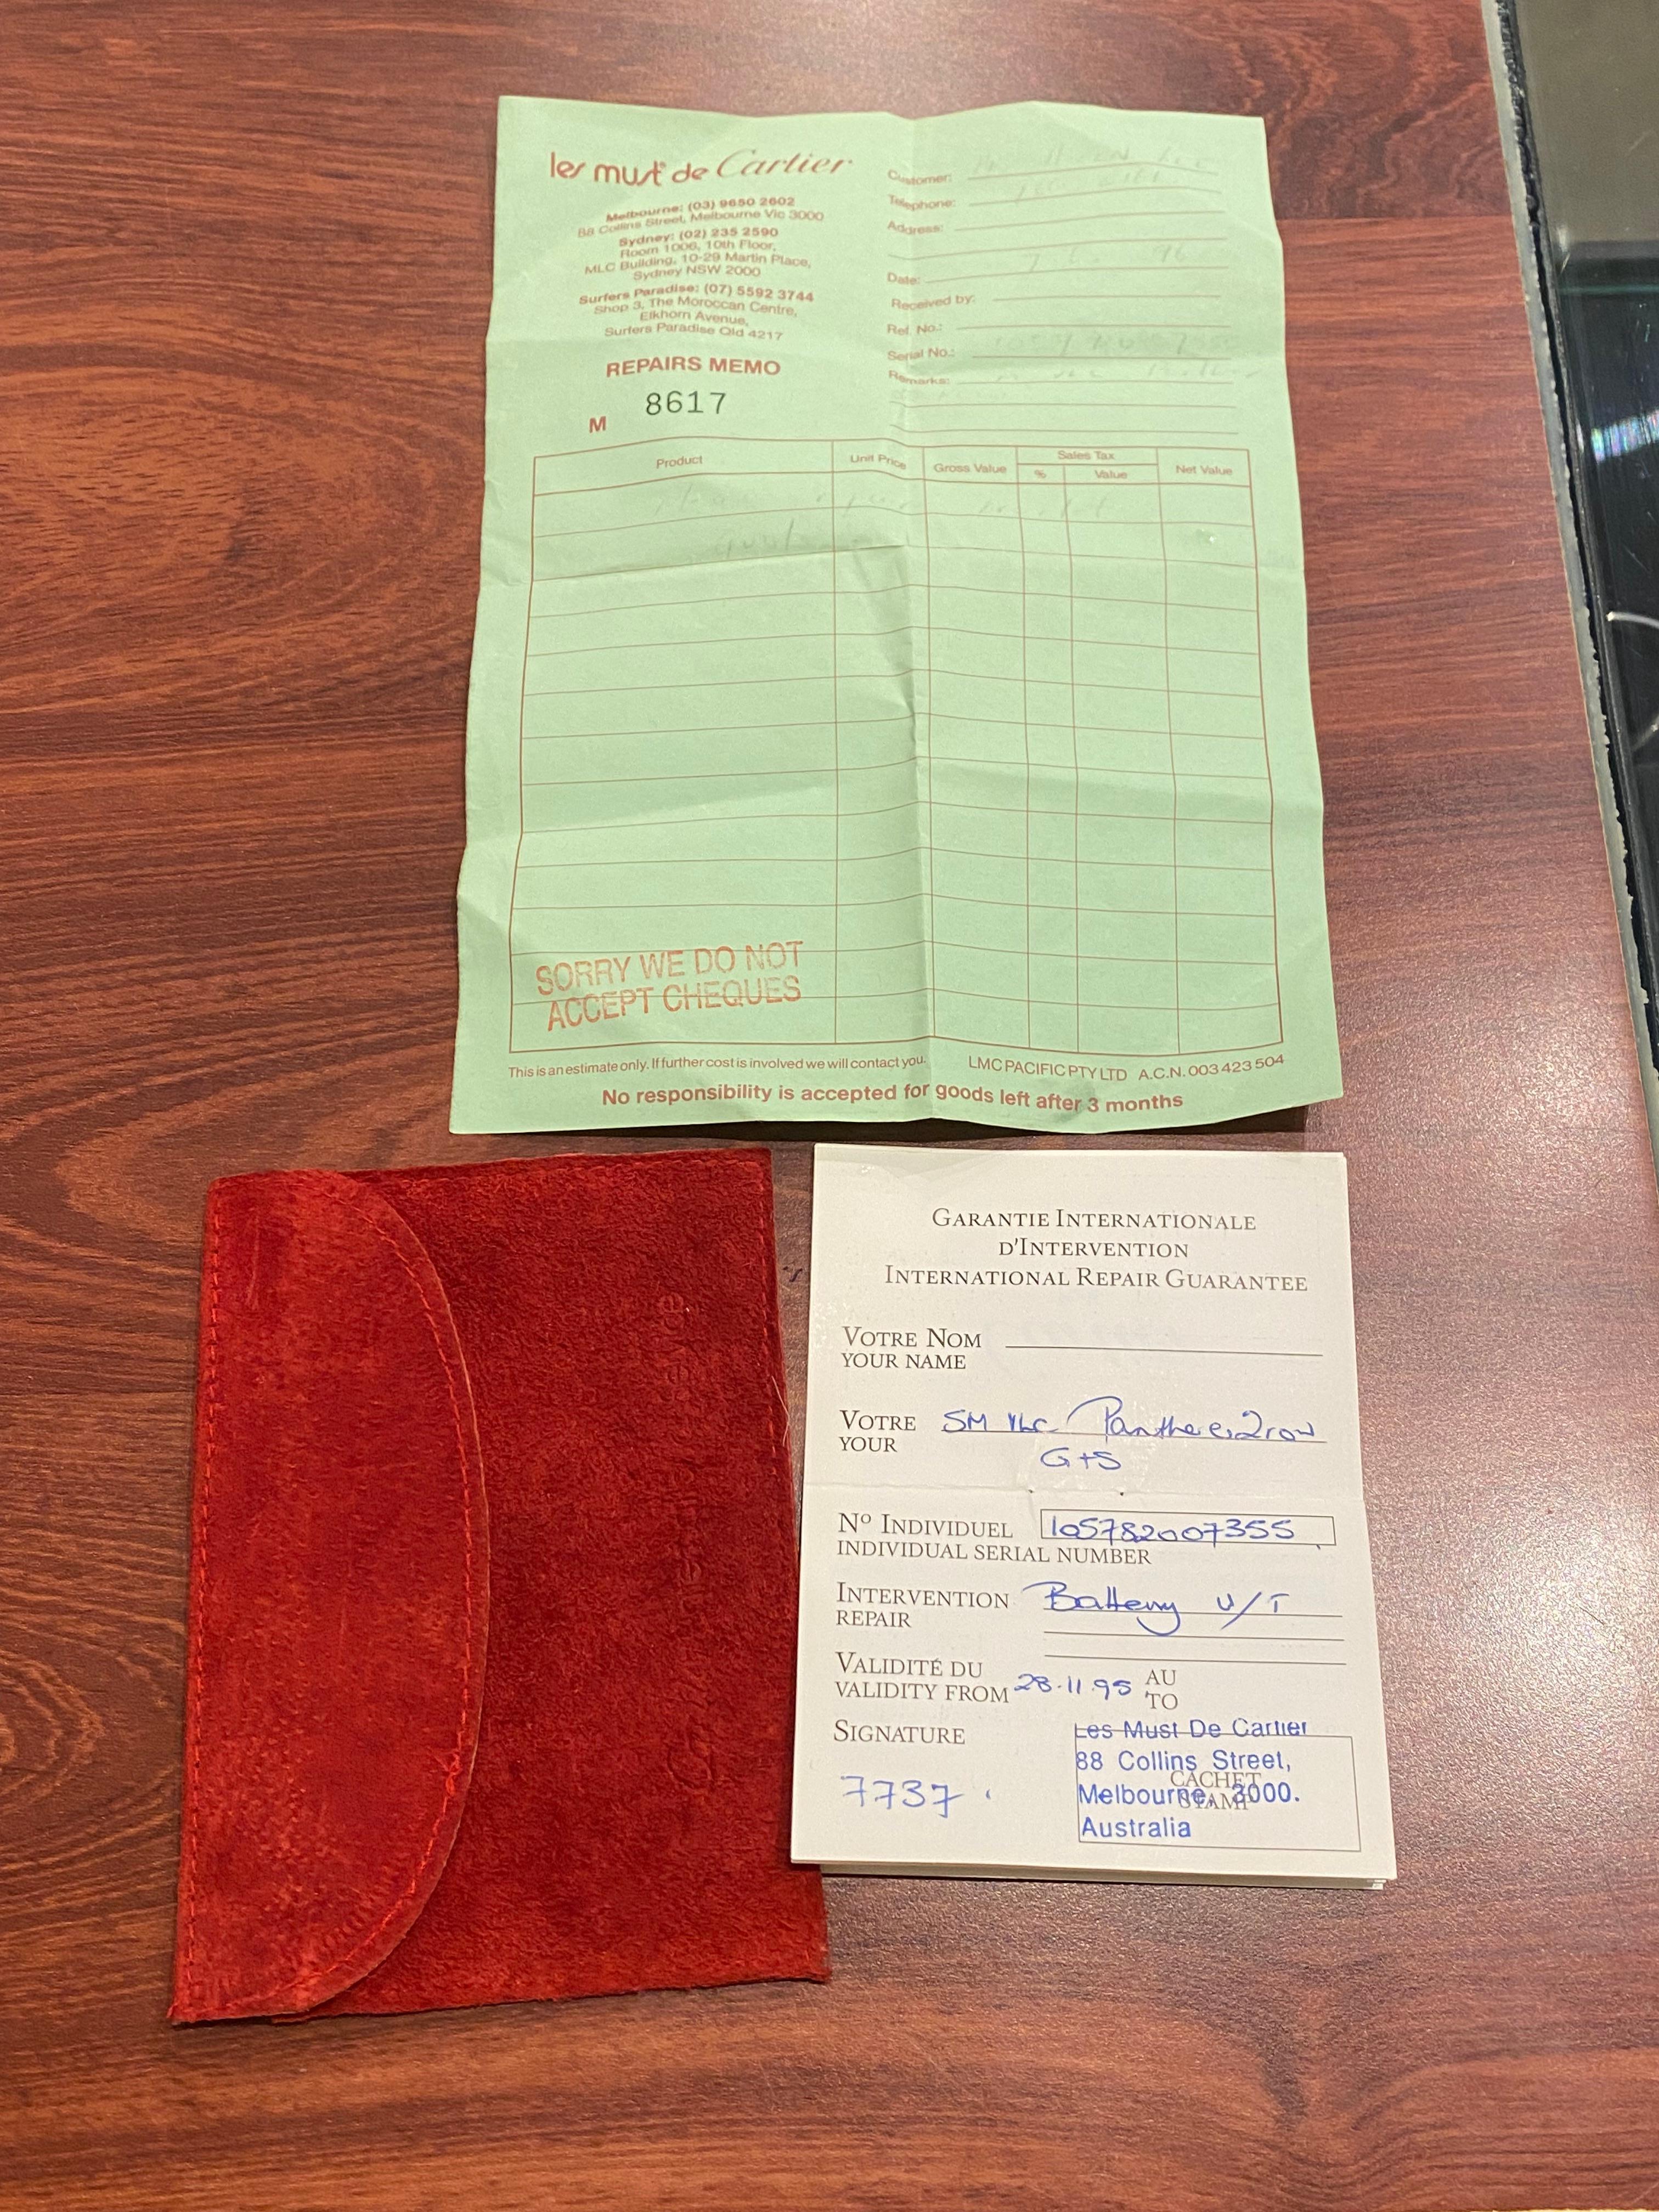 les must de Cartier
Melbourne: (03) 9650 2602
88 Collins Street, Melbourne Vic 3000
Sydney: (02) 235 2590
Room 1006, 10th Floor,
MLC Building, 10-29 Martin Place,
Sydney NSW 2000
Surfers Paradise: (07) 5592 3744
Shop 3, The Moroccan Centre,
Elkhorn Avenue,
Surfers Paradise Qld 4217
REPAIRS MEMO
M 8617
Customer:
Telephone:
Address:
Date: 96
Received by:
Ref. No.:
Serial No.:
Remarks:
Product Unit Price Gross Value Sales Tax % Value Net Value
SORRY WE DO NOT
ACCEPT CHEQUES
This is an estimate only. If further cost is involved we will contact you. LMC PACIFIC PTY LTD A.C.N. 003 423 504
No responsibility is accepted for goods left after 3 months
GARANTIE INTERNATIONALE
D'INTERVENTION
INTERNATIONAL REPAIR GUARANTEE
VOTRE NOM
YOUR NAME
VOTRE SM Panthere 2row
YOUR G+S
Nº INDIVIDUEL 105782007355
INDIVIDUAL SERIAL NUMBER
INTERVENTION Battery W/T
REPAIR
VALIDITÉ DU AU
VALIDITY FROM 28.11.95 TO
SIGNATURE
7737
Les Must De Cartier
88 Collins Street,
CACHET
Melbourne, 3000.
STAMP
Australia